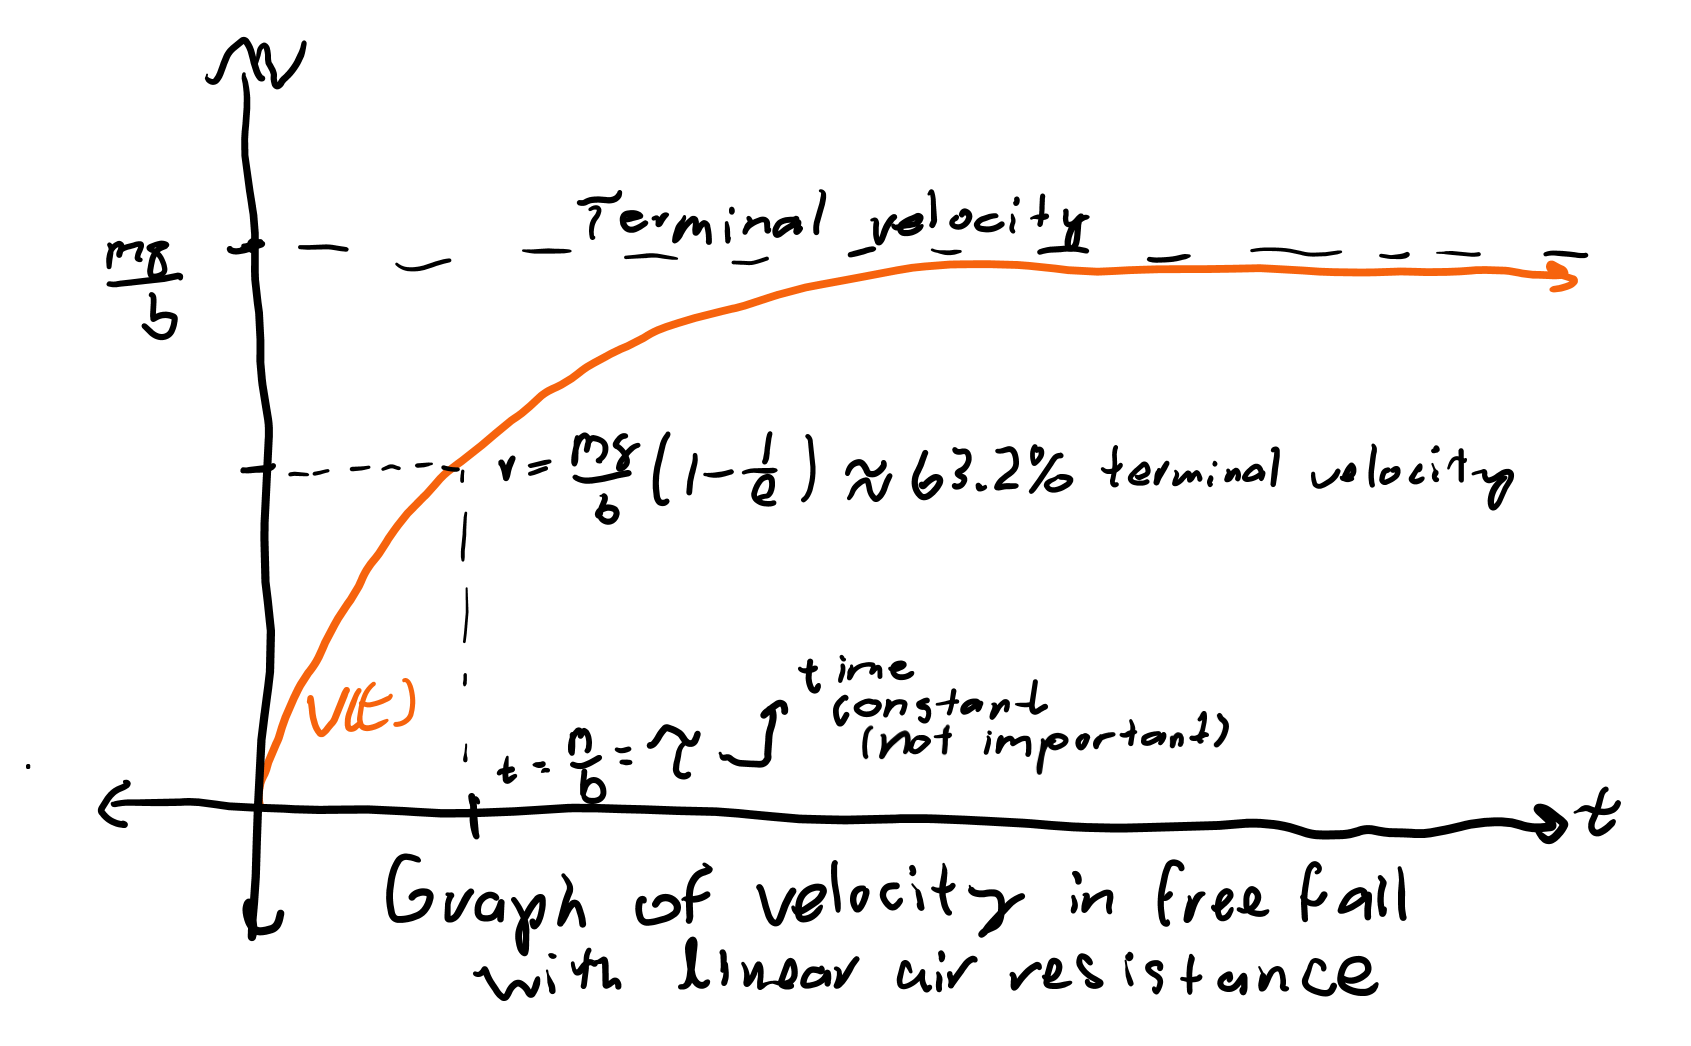 v
Terminal velocity
mg/b
v = mg/b (1 - 1/e) ≈ 63.2% terminal velocity
v(t)
time
constant
(not important)
t = m/b = τ
t
Graph of velocity in free fall
with linear air resistance